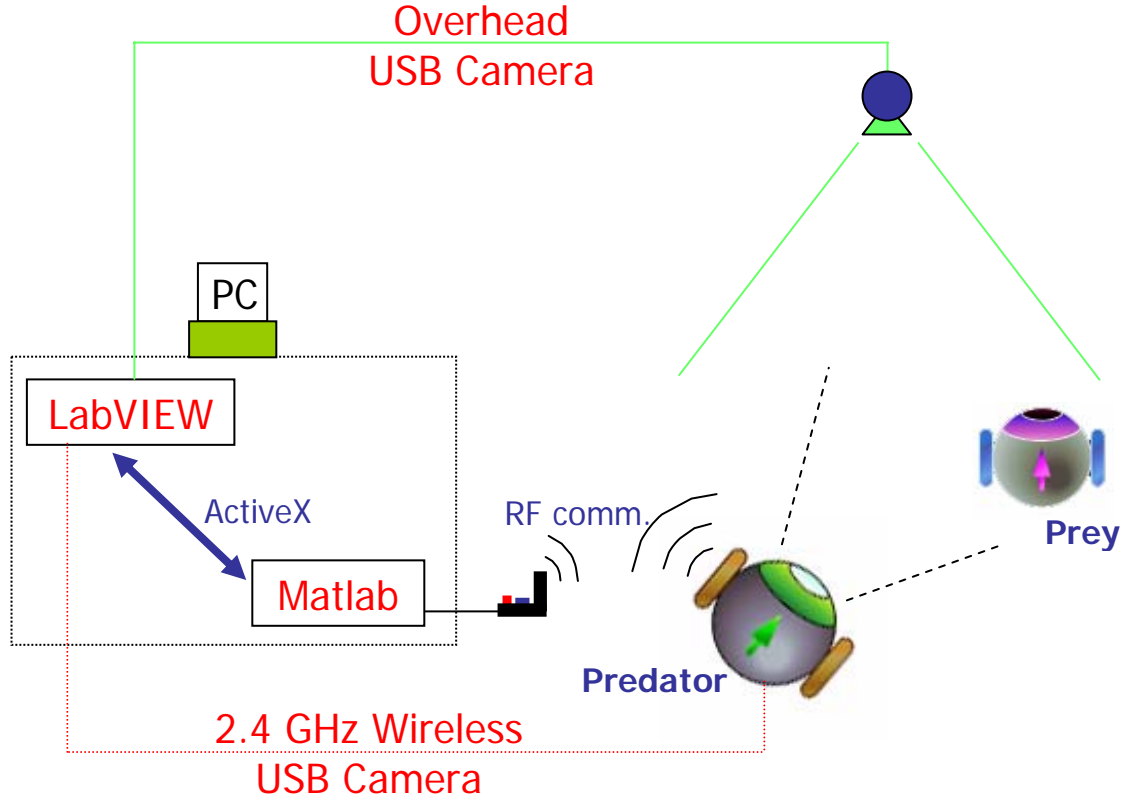 Overhead
USB Camera
PC
LabVIEW
ActiveX
RF comm.
Prey
Matlab
Predator
2.4 GHz Wireless
USB Camera